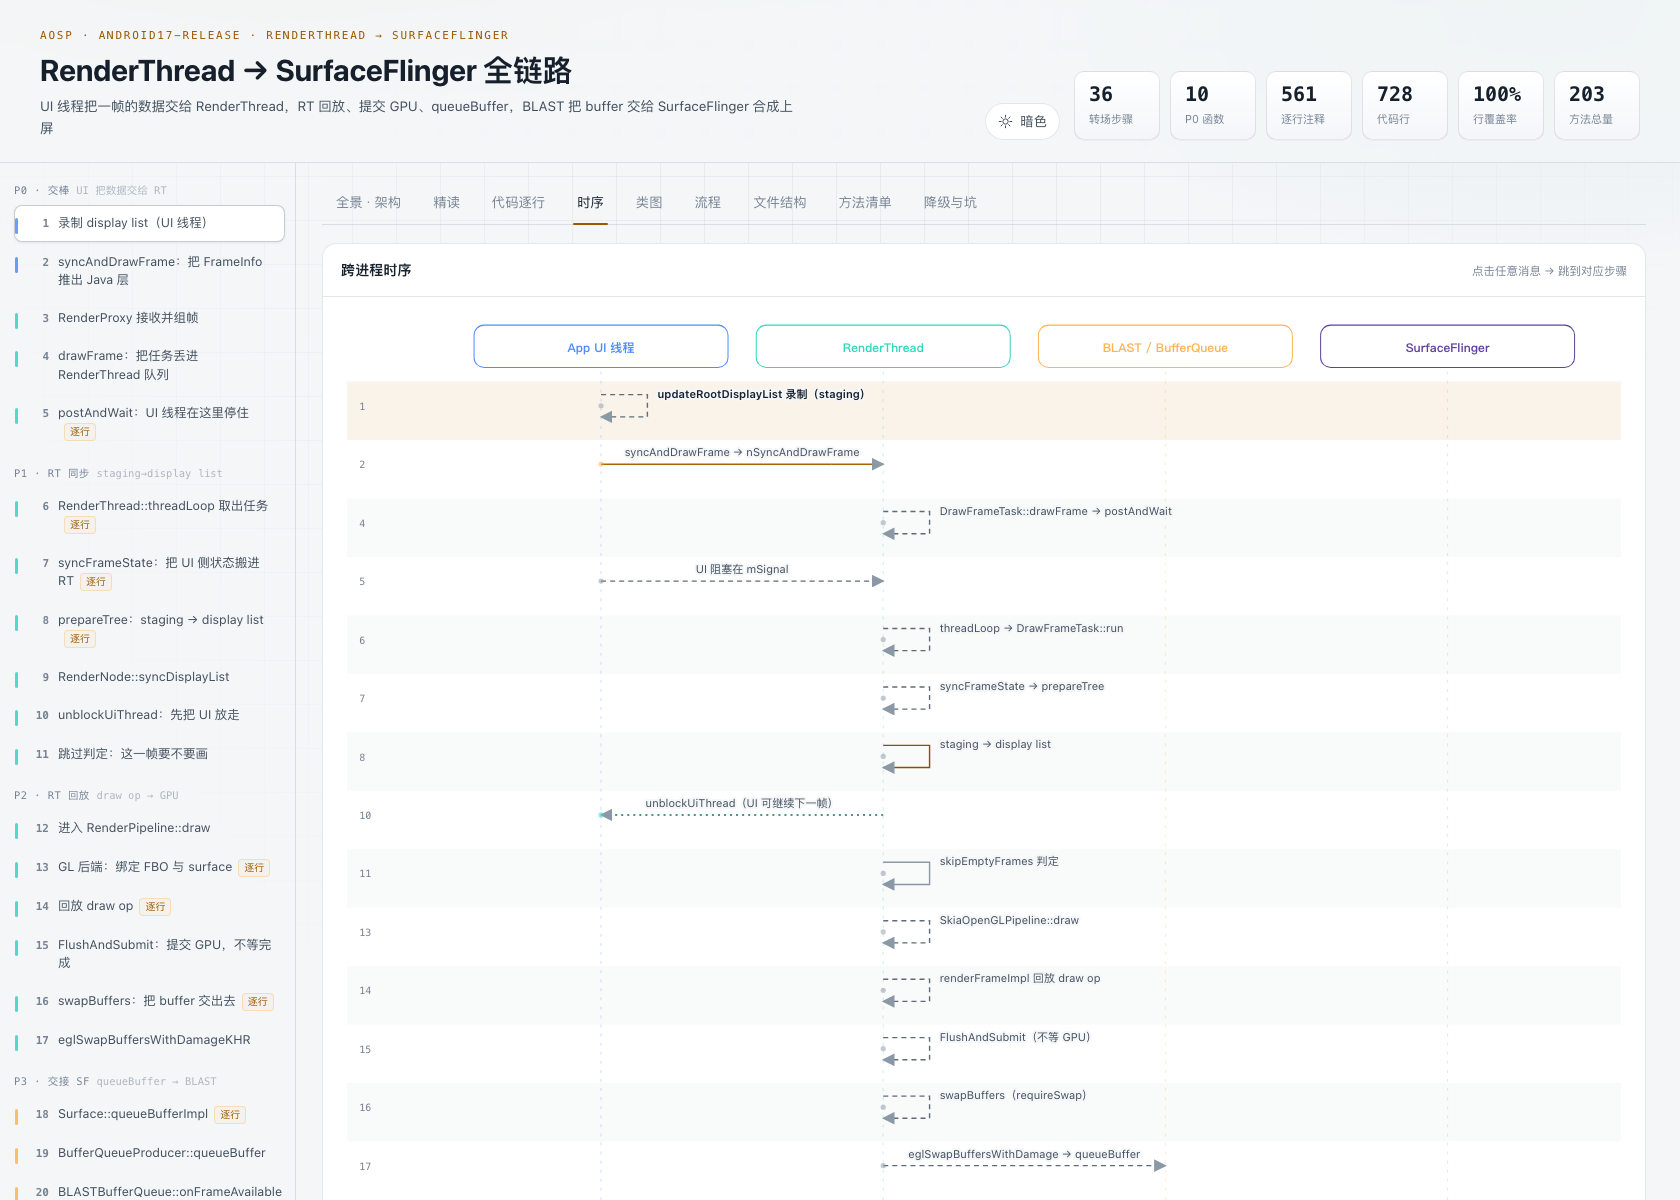 AOSP · ANDROID17-RELEASE · RENDERTHREAD → SURFACEFLINGER
RenderThread → SurfaceFlinger 全链路
UI 线程把一帧的数据交给 RenderThread，RT 回放、提交 GPU、queueBuffer，BLAST 把 buffer 交给 SurfaceFlinger 合成上
屏
暗色
36
转场步骤
10
P0 函数
561
逐行注释
728
代码行
100%
行覆盖率
203
方法总量
P0 · 交棒 UI 把数据交给 RT
1 录制 display list（UI 线程）
2 syncAndDrawFrame：把 FrameInfo
推出 Java 层
3 RenderProxy 接收并组帧
4 drawFrame：把任务丢进
RenderThread 队列
5 postAndWait：UI 线程在这里停住
逐行
P1 · RT 同步 staging→display list
6 RenderThread::threadLoop 取出任务
逐行
7 syncFrameState：把 UI 侧状态搬进
RT 逐行
8 prepareTree：staging → display list
逐行
9 RenderNode::syncDisplayList
10 unblockUiThread：先把 UI 放走
11 跳过判定：这一帧要不要画
P2 · RT 回放 draw op → GPU
12 进入 RenderPipeline::draw
13 GL 后端：绑定 FBO 与 surface 逐行
14 回放 draw op 逐行
15 FlushAndSubmit：提交 GPU，不等完
成
16 swapBuffers：把 buffer 交出去 逐行
17 eglSwapBuffersWithDamageKHR
P3 · 交接 SF queueBuffer → BLAST
18 Surface::queueBufferImpl 逐行
19 BufferQueueProducer::queueBuffer
20 BLASTBufferQueue::onFrameAvailable
全景 · 架构 精读 代码逐行 时序 类图 流程 文件结构 方法清单 降级与坑
跨进程时序
点击任意消息 → 跳到对应步骤
App UI 线程 RenderThread BLAST / BufferQueue SurfaceFlinger
1 updateRootDisplayList 录制（staging）
2 syncAndDrawFrame → nSyncAndDrawFrame
4 DrawFrameTask::drawFrame → postAndWait
5 UI 阻塞在 mSignal
6 threadLoop → DrawFrameTask::run
7 syncFrameState → prepareTree
8 staging → display list
10 unblockUiThread（UI 可继续下一帧）
11 skipEmptyFrames 判定
13 SkiaOpenGLPipeline::draw
14 renderFrameImpl 回放 draw op
15 FlushAndSubmit（不等 GPU）
16 swapBuffers（requireSwap）
17 eglSwapBuffersWithDamage → queueBuffer